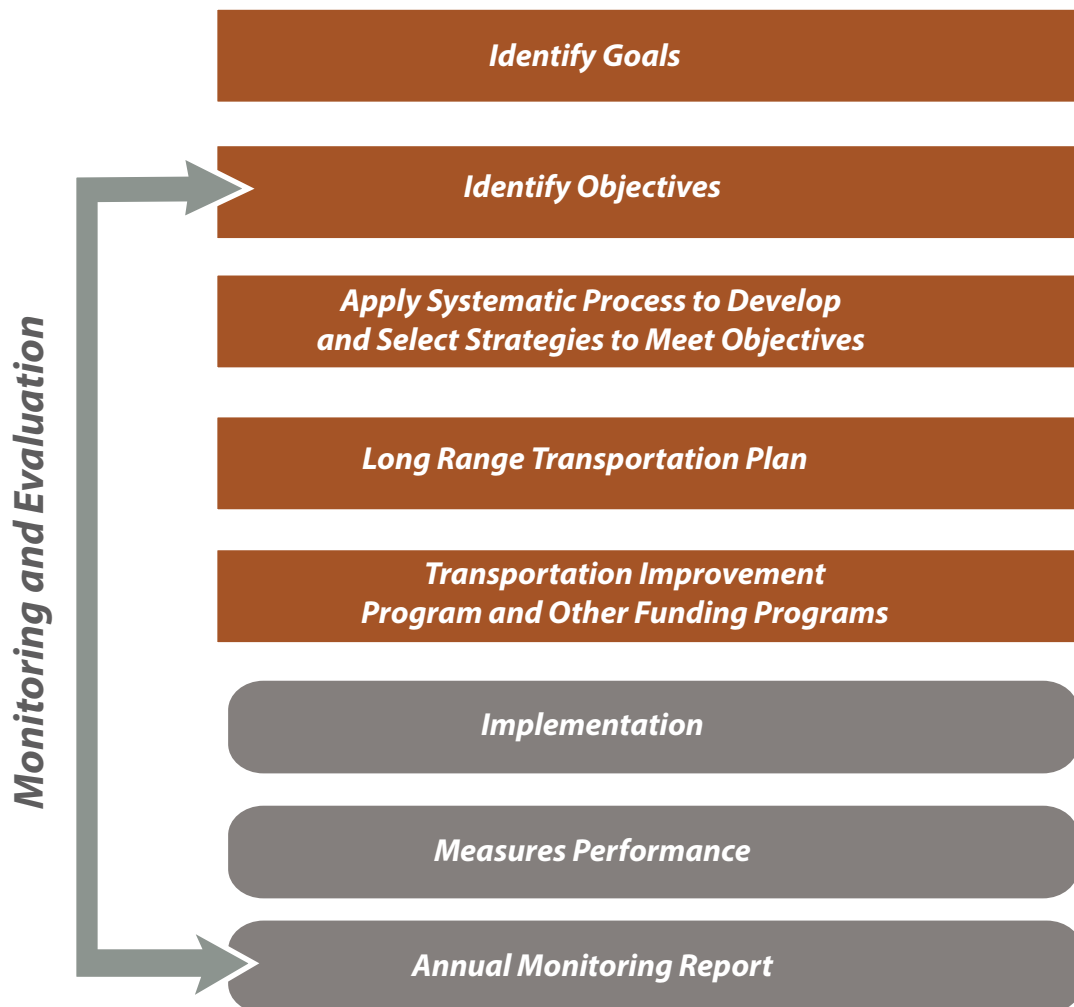 Identify Goals
Identify Objectives
Apply Systematic Process to Develop
and Select Strategies to Meet Objectives
Long Range Transportation Plan
Transportation Improvement
Program and Other Funding Programs
Implementation
Measures Performance
Annual Monitoring Report
Monitoring and Evaluation